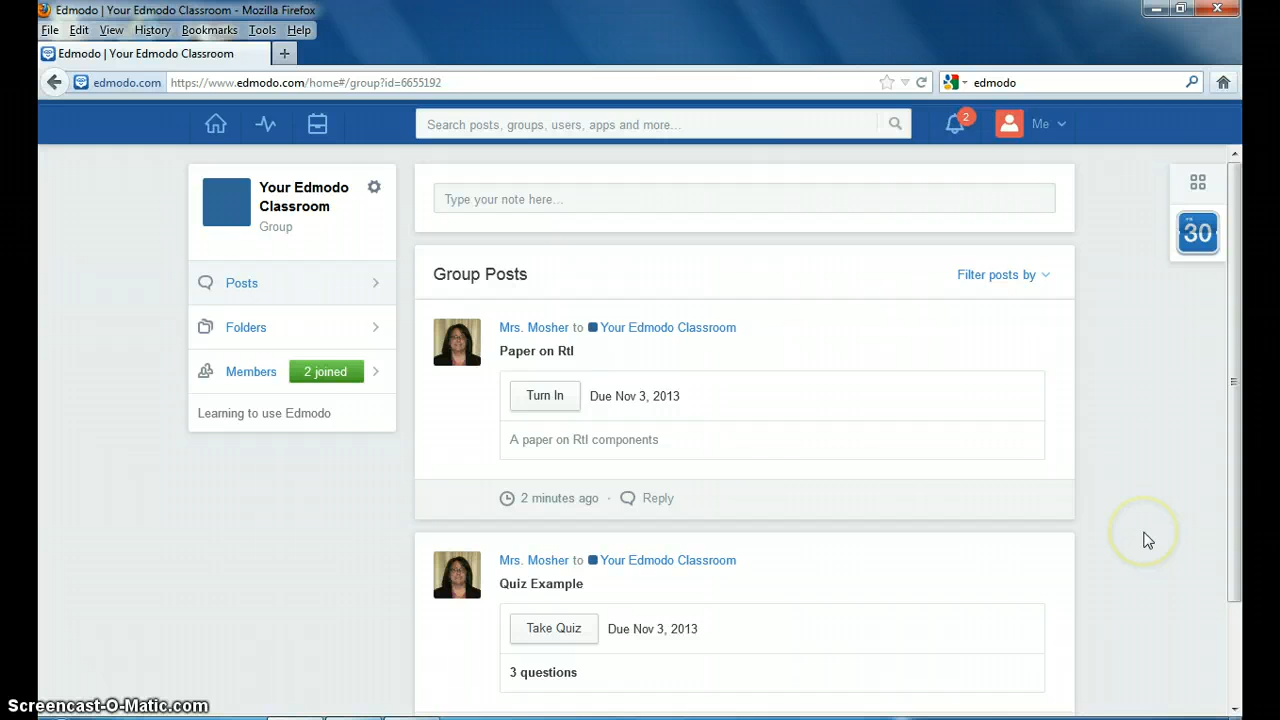 Edmodo | Your Edmodo Classroom - Mozilla Firefox
File Edit View History Bookmarks Tools Help
Edmodo | Your Edmodo Classroom
edmodo.com https://www.edmodo.com/home#/group?id=6655192 edmodo
Search posts, groups, users, apps and more... 2 Me
Your Edmodo
Classroom
Group
Type your note here...
30
Group Posts Filter posts by
Posts
Folders
Members 2 joined
Learning to use Edmodo
Mrs. Mosher to Your Edmodo Classroom
Paper on RtI
Turn In Due Nov 3, 2013
A paper on RtI components
2 minutes ago · Reply
Mrs. Mosher to Your Edmodo Classroom
Quiz Example
Take Quiz Due Nov 3, 2013
3 questions
Screencast-O-Matic.com